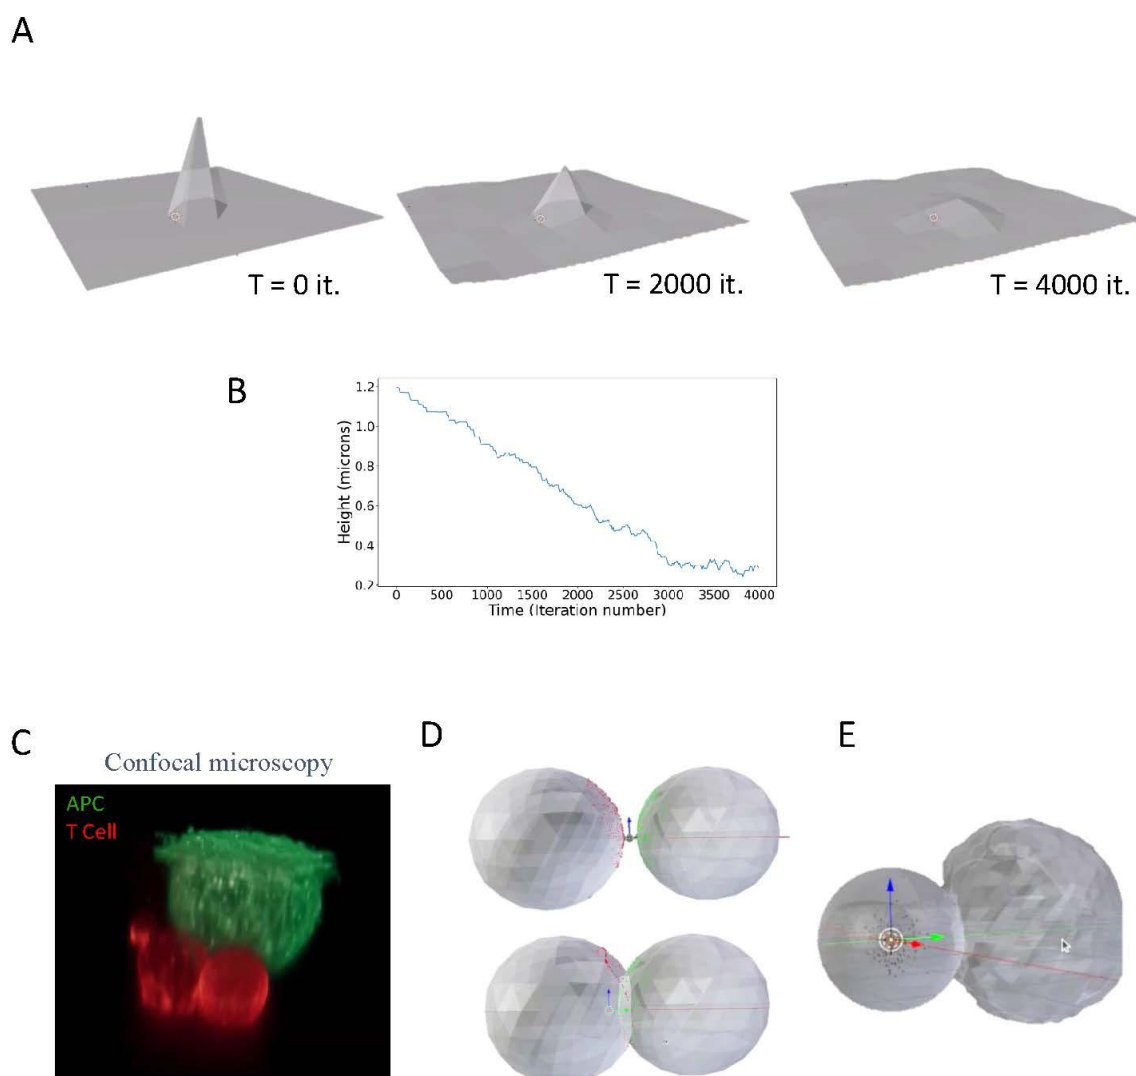 A
T = 0 it.
T = 2000 it.
T = 4000 it.
B
Height (microns)
1.2
1.0
0.8
0.6
0.4
0.2
0
500
1000
1500
2000
2500
3000
3500
4000
Time (Iteration number)
C
Confocal microscopy
APC
T Cell
D
E